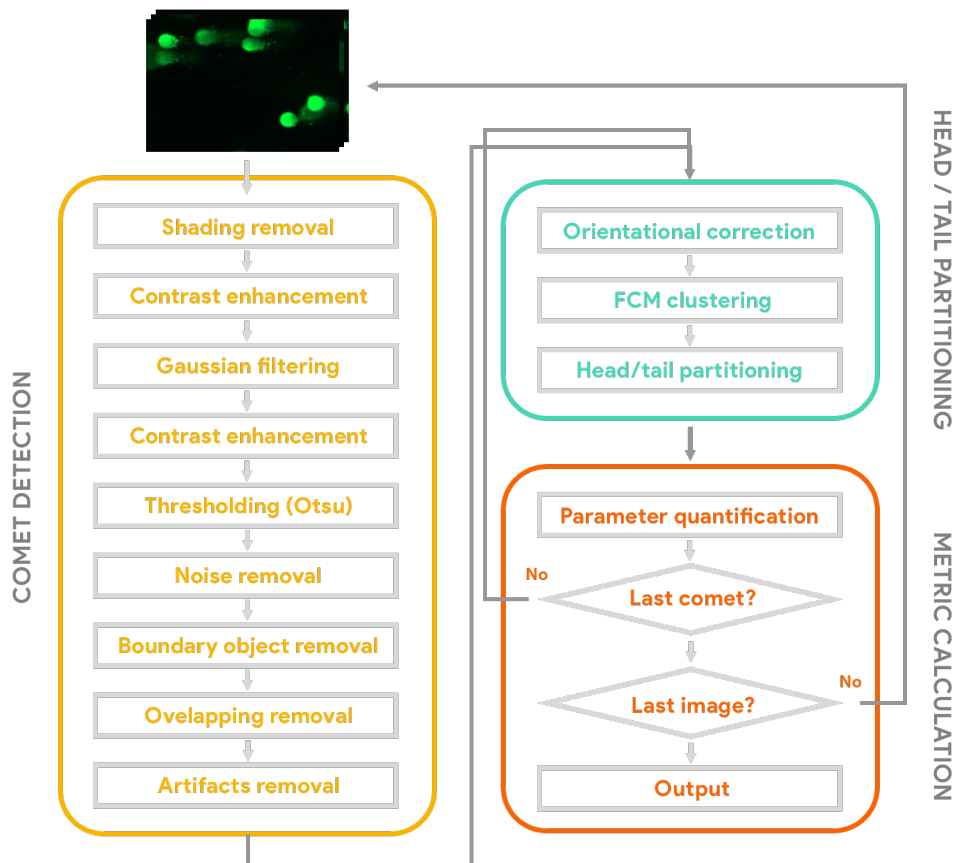 COMET DETECTION
Shading removal
Contrast enhancement
Gaussian filtering
Contrast enhancement
Thresholding (Otsu)
Noise removal
Boundary object removal
Ovelapping removal
Artifacts removal
HEAD / TAIL PARTITIONING
Orientational correction
FCM clustering
Head/tail partitioning
METRIC CALCULATION
Parameter quantification
No
Last comet?
No
Last image?
Output